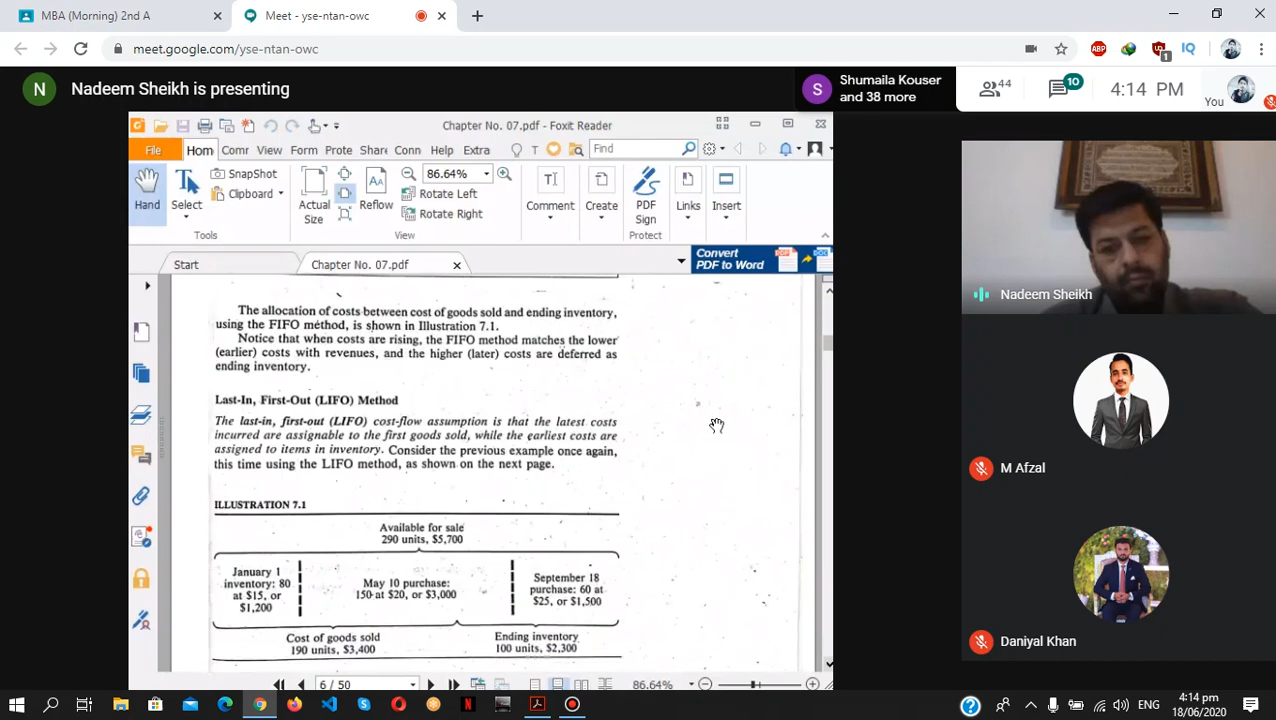 MBA (Morning) 2nd A
Meet - yse-ntan-owc
meet.google.com/yse-ntan-owc
ABP
1
IQ
N
Nadeem Sheikh is presenting
S
Shumaila Kouser
and 38 more
44
10
4:14 PM
You
Chapter No. 07.pdf - Foxit Reader
File
Hom
Comr
View
Form
Prote
Share
Conn
Help
Extra
T
Find
Hand
Select
SnapShot
Clipboard
Tools
Actual
Size
Reflow
86.64%
Rotate Left
Rotate Right
View
Comment
Create
PDF
Sign
Protect
Links
Insert
Start
Chapter No. 07.pdf
Convert
PDF to Word
The allocation of costs between cost of goods sold and ending inventory,
using the FIFO method, is shown in Illustration 7.1.
Notice that when costs are rising, the FIFO method matches the lower
(earlier) costs with revenues, and the higher (later) costs are deferred as
ending inventory.
Last-In, First-Out (LIFO) Method
The last-in, first-out (LIFO) cost-flow assumption is that the latest costs
incurred are assignable to the first goods sold, while the earliest costs are
assigned to items in inventory. Consider the previous example once again,
this time using the LIFO method, as shown on the next page.
ILLUSTRATION 7.1
Available for sale
290 units, $5,700
January 1
inventory: 80
at $15, or
$1,200
May 10 purchase:
150 at $20, or $3,000
September 18
purchase: 60 at
$25, or $1,500
Cost of goods sold
190 units, $3,400
Ending inventory
100 units, $2,300
6 / 50
86.64%
Nadeem Sheikh
M Afzal
Daniyal Khan
ENG
4:14 pm
18/06/2020